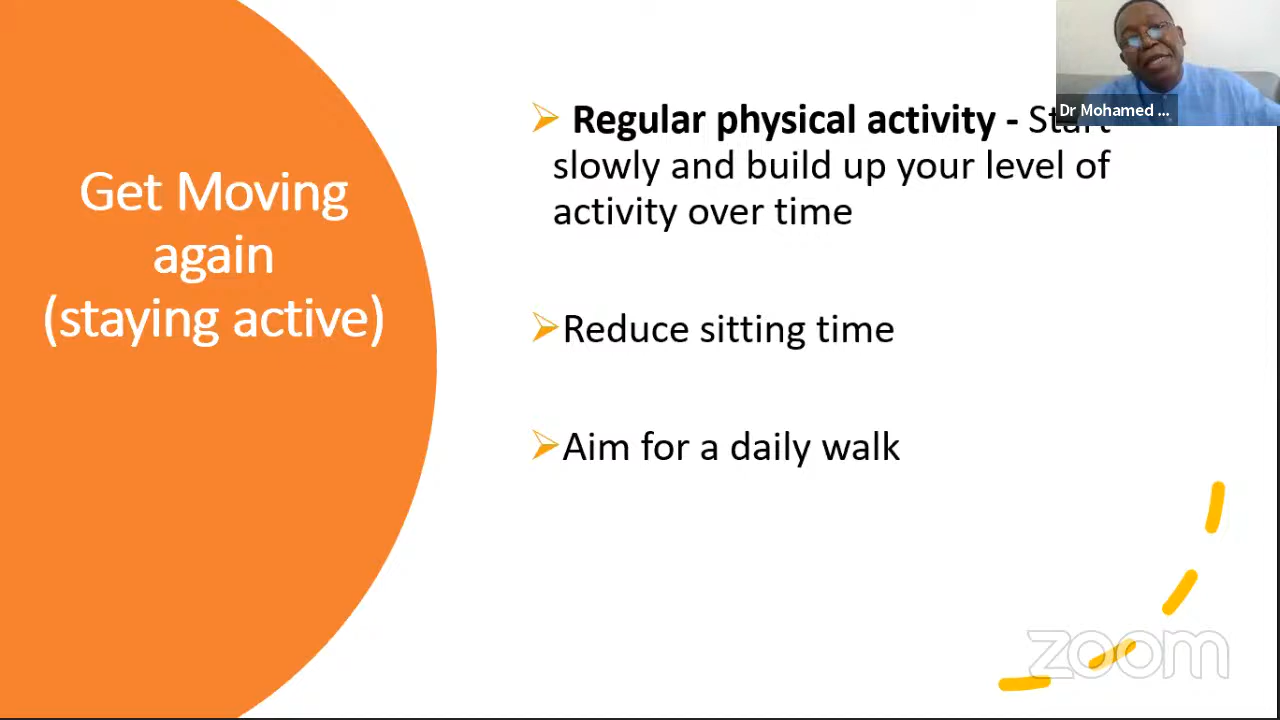 Get Moving
again
(staying active)
➢ Regular physical activity - Start
slowly and build up your level of
activity over time
➢Reduce sitting time
➢Aim for a daily walk
Dr Mohamed ...
zoom